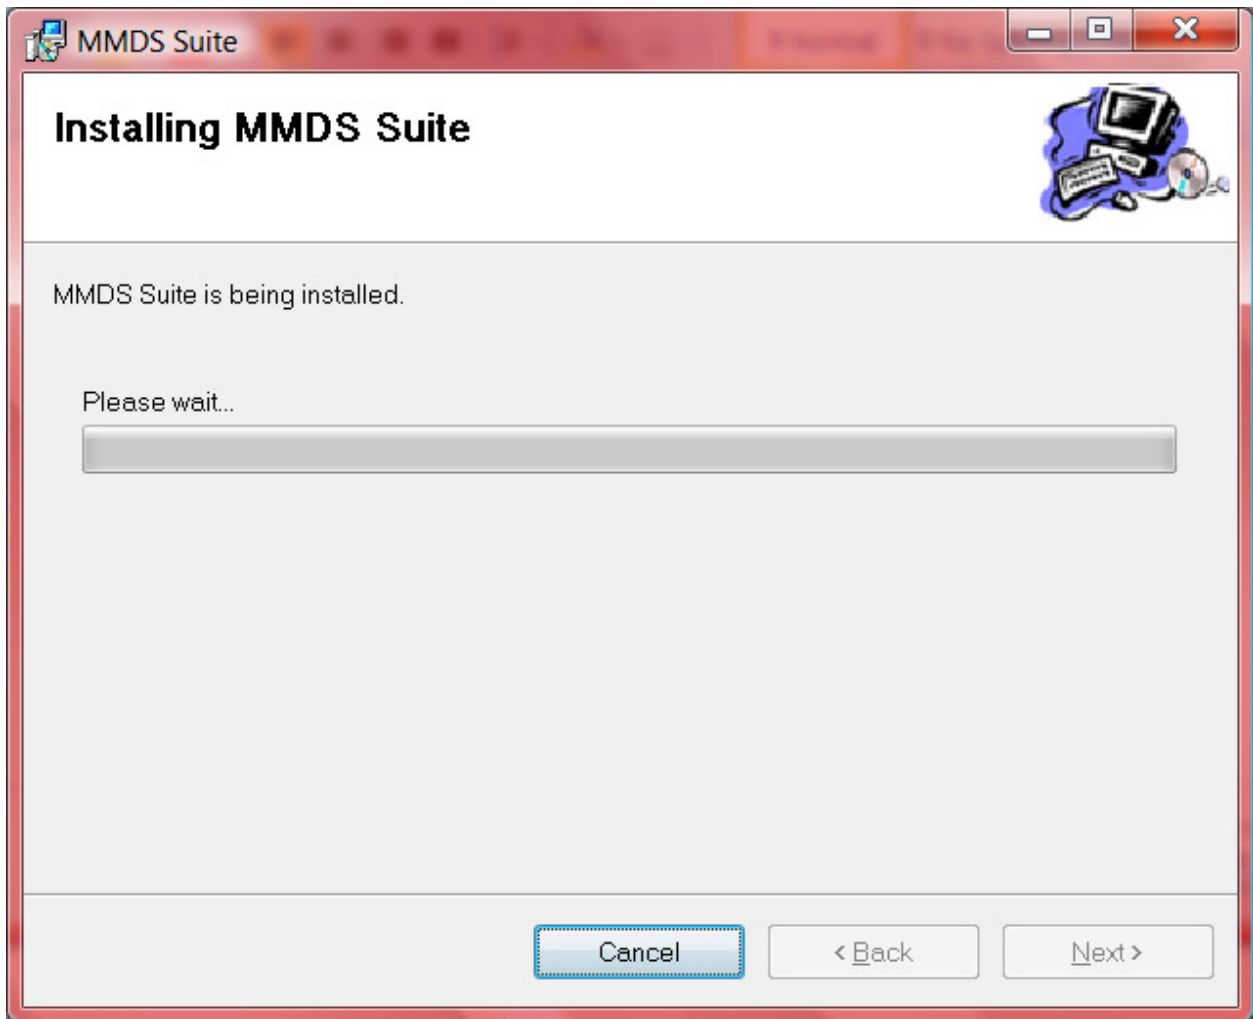 MMDS Suite
Installing MMDS Suite
MMDS Suite is being installed.
Please wait...
Cancel
< Back
Next >